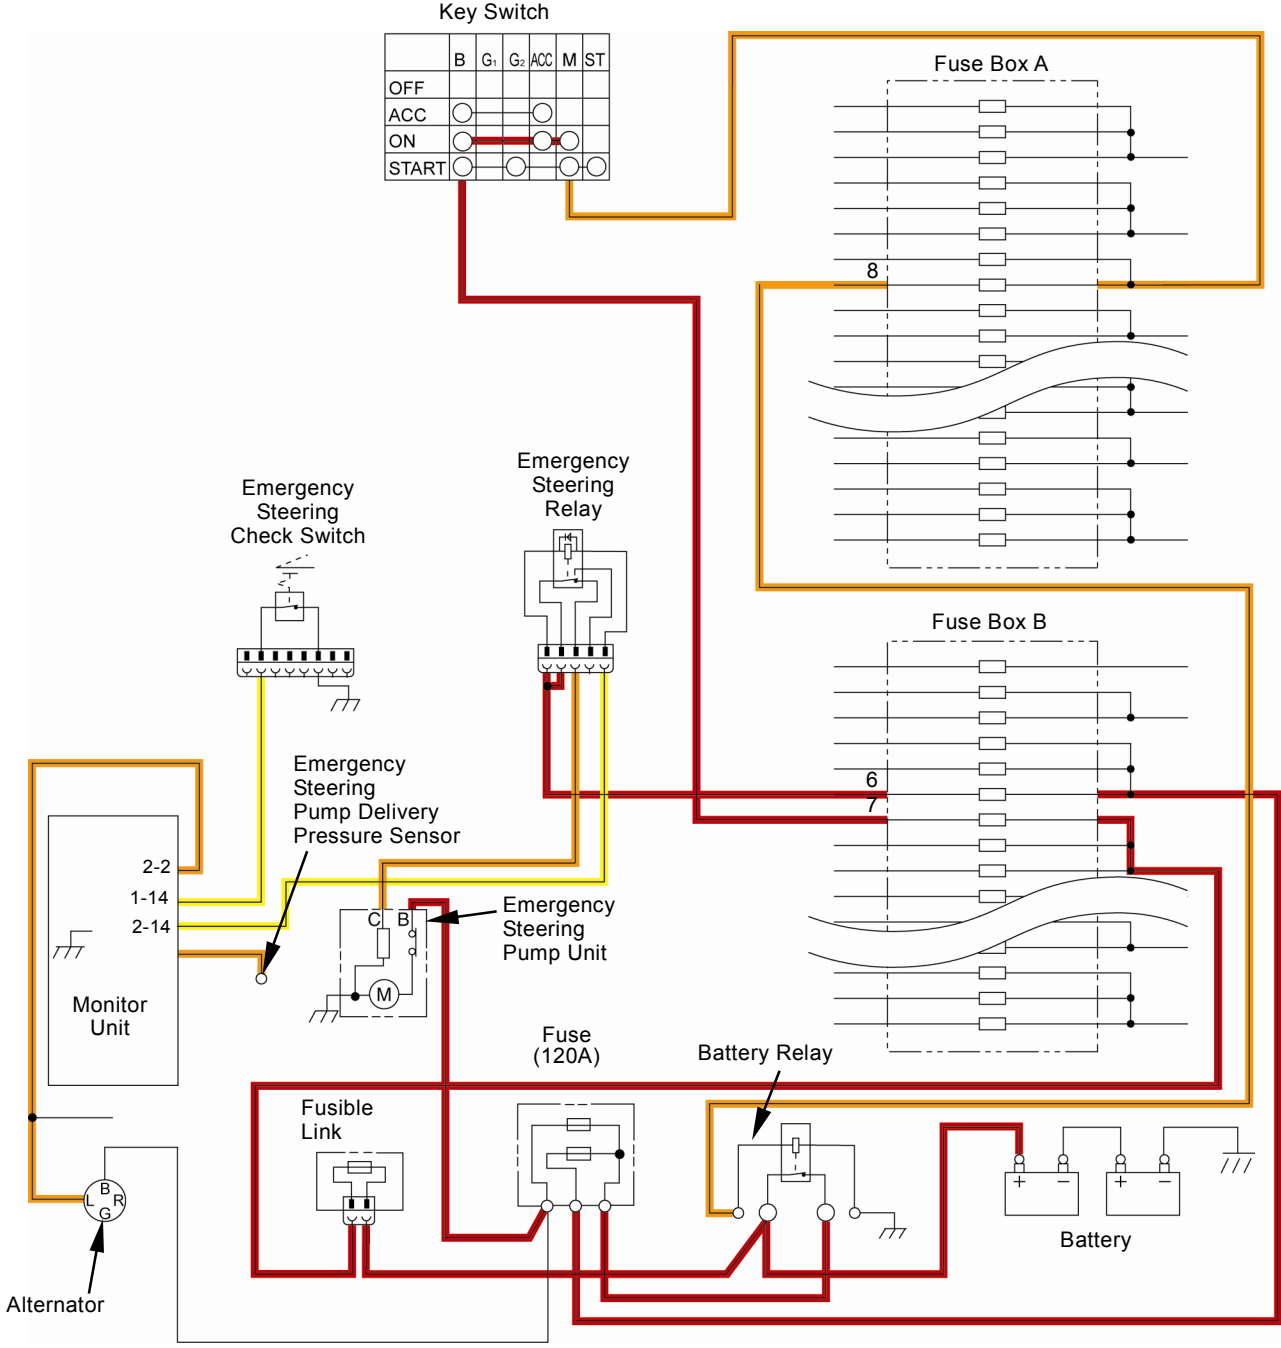 Key Switch
B G1 G2 ACC M ST
OFF
ACC
ON
START
Fuse Box A
8
Emergency
Steering
Relay
Emergency
Steering
Check Switch
Fuse Box B
6
7
Emergency
Steering
Pump Delivery
Pressure Sensor
2-2
1-14
2-14
Monitor
Unit
C B
M
Emergency
Steering
Pump Unit
Fuse
(120A)
Battery Relay
Fusible
Link
B
L R
G
Alternator
+ − + −
Battery